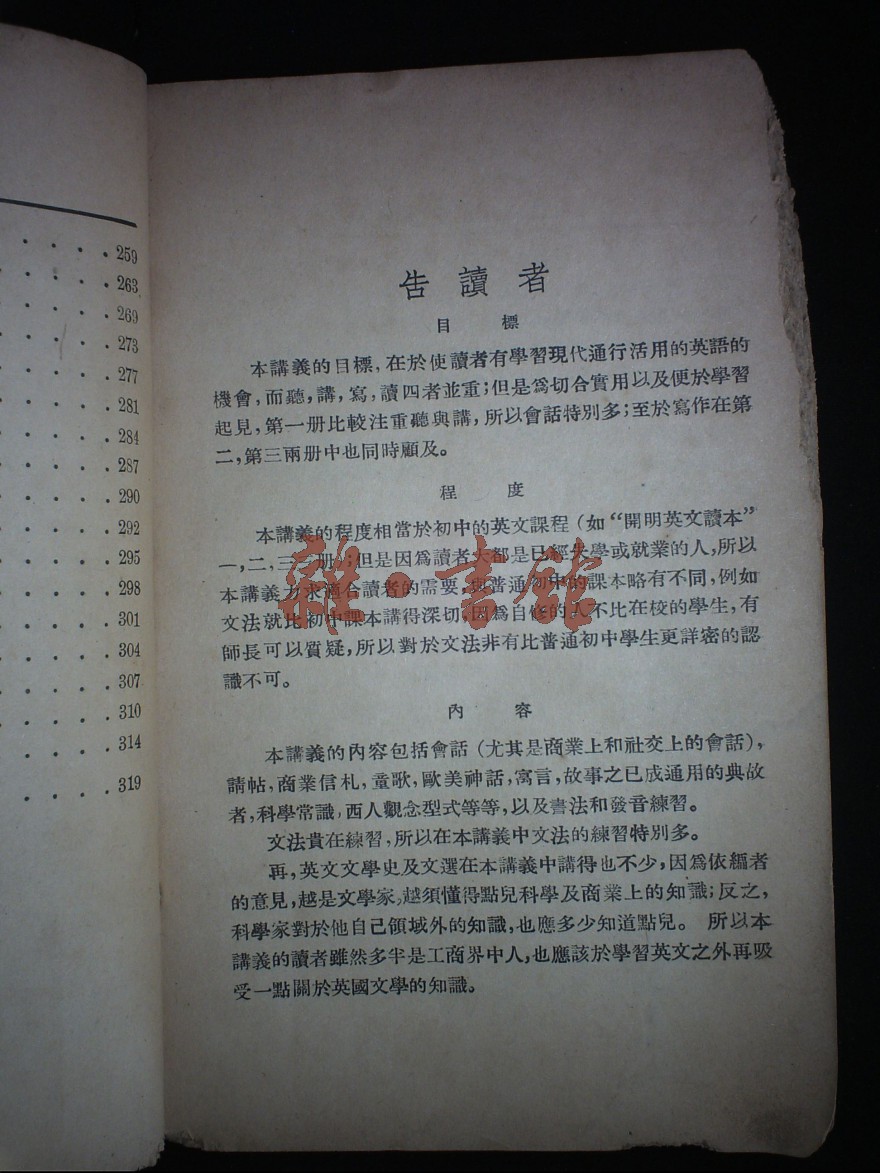 259
263
269
273
277
281
284
287
290
292
295
298
301
304
307
310
314
319
告讀者
目標
本講義的目標,在於使讀者有學習現代通行活用的英語的
機會,而聽,講,寫,讀四者並重;但是爲切合實用以及便於學習
起見,第一册比較注重聽與講,所以會話特別多;至於寫作在第
二,第三兩册中也同時顧及。
程度
本講義的程度相當於初中的英文課程(如“開明英文讀本”
一,二,三册);但是因爲讀者大都是已經失學或就業的人,所以
本講義力求適合讀者的需要,與普通初中的課本略有不同,例如
文法就比初中課本講得深切,因爲自修的人不比在校的學生,有
師長可以質疑,所以對於文法非有比普通初中學生更詳密的認
識不可。
內容
本講義的內容包括會話(尤其是商業上和社交上的會話),
請帖,商業信札,童歌,歐美神話,寓言,故事之已成通用的典故
者,科學常識,西人觀念型式等等,以及書法和發音練習。
文法貴在練習,所以在本講義中文法的練習特別多。
再,英文文學史及文選在本講義中講得也不少,因爲依編者
的意見,越是文學家,越須懂得點兒科學及商業上的知識;反之,
科學家對於他自己領域外的知識,也應多少知道點兒。 所以本
講義的讀者雖然多半是工商界中人,也應該於學習英文之外再吸
受一點關於英國文學的知識。
雜·書館